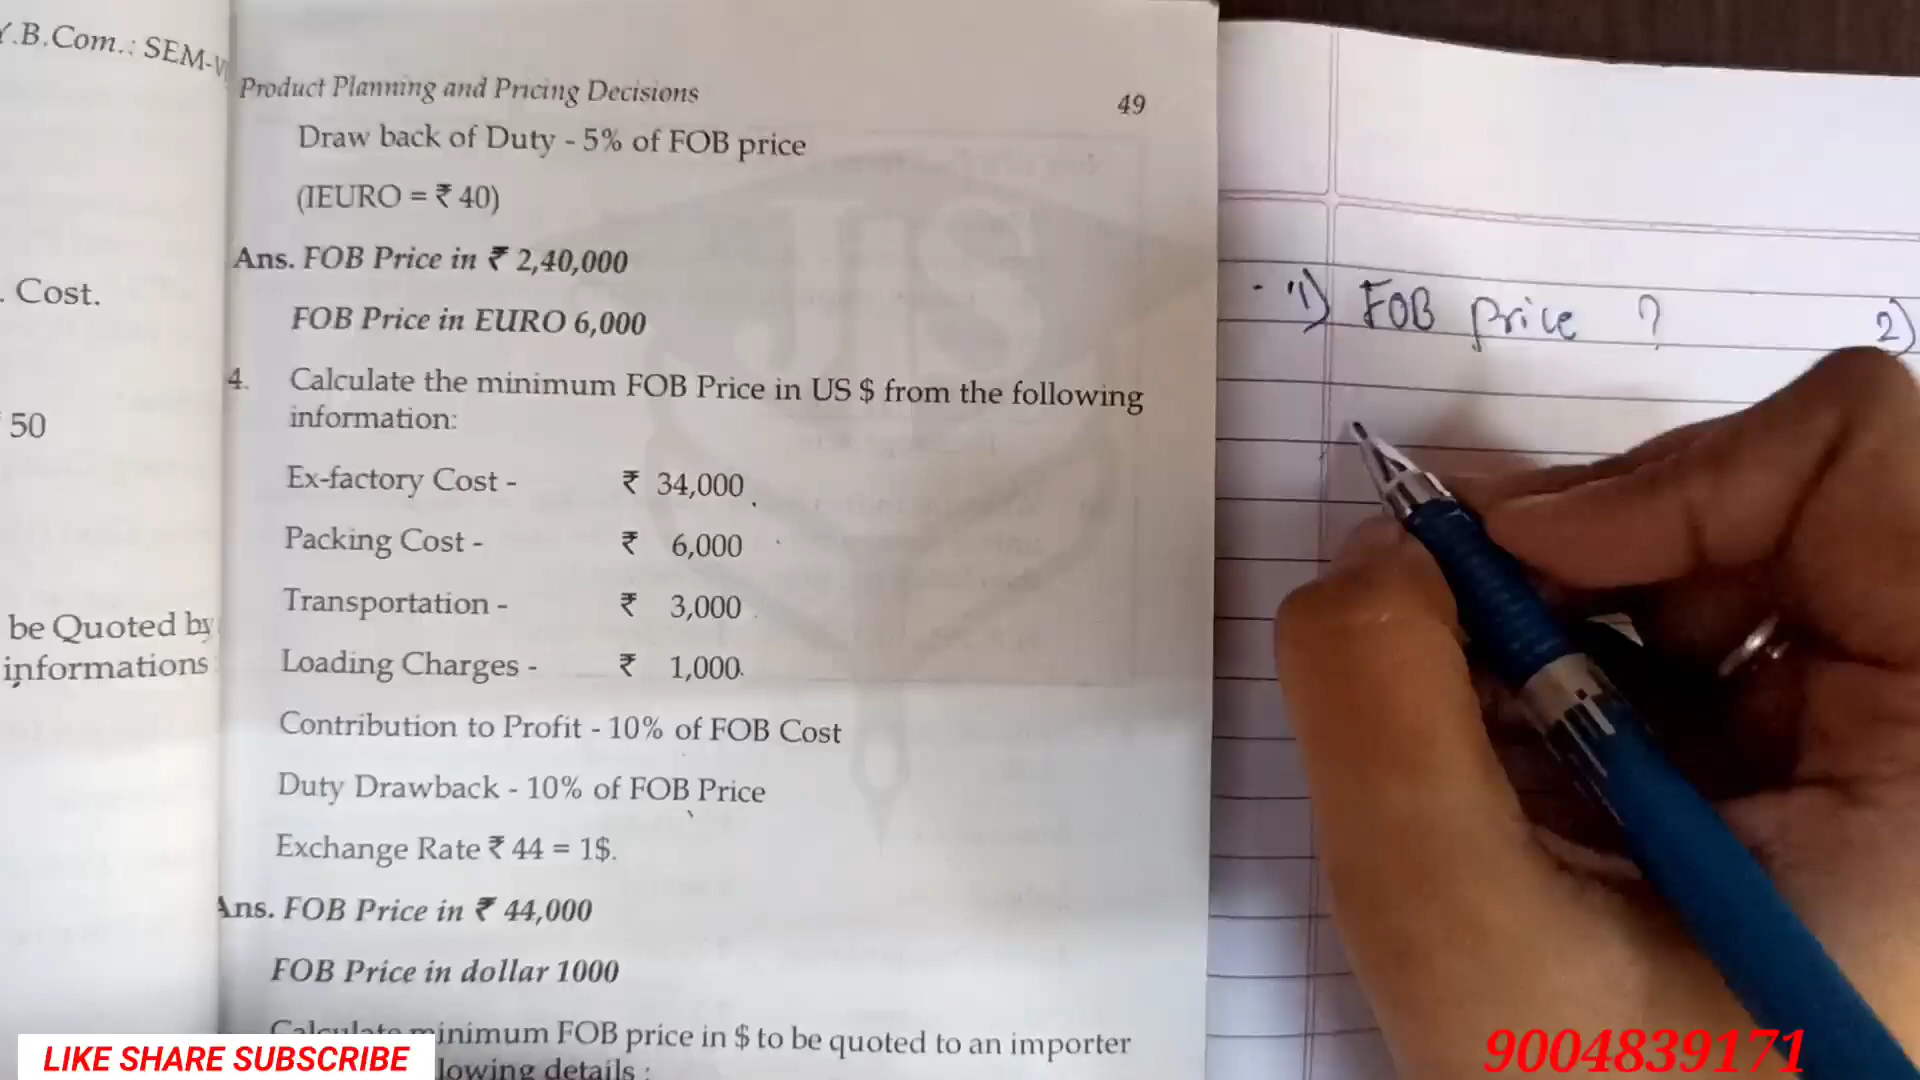 Y.B.Com.: SEM-V
. Cost.
50
be Quoted by
informations
Product Planning and Pricing Decisions 49
Draw back of Duty - 5% of FOB price
(IEURO = ₹ 40)
Ans. FOB Price in ₹ 2,40,000
FOB Price in EURO 6,000
4. Calculate the minimum FOB Price in US $ from the following
information:
Ex-factory Cost - ₹ 34,000
Packing Cost - ₹ 6,000
Transportation - ₹ 3,000
Loading Charges - ₹ 1,000
Contribution to Profit - 10% of FOB Cost
Duty Drawback - 10% of FOB Price
Exchange Rate ₹ 44 = 1$.
Ans. FOB Price in ₹ 44,000
FOB Price in dollar 1000
Calculate minimum FOB price in $ to be quoted to an importer
lowing details :
JIS
1) FOB price ? 2)
LIKE SHARE SUBSCRIBE
9004839171